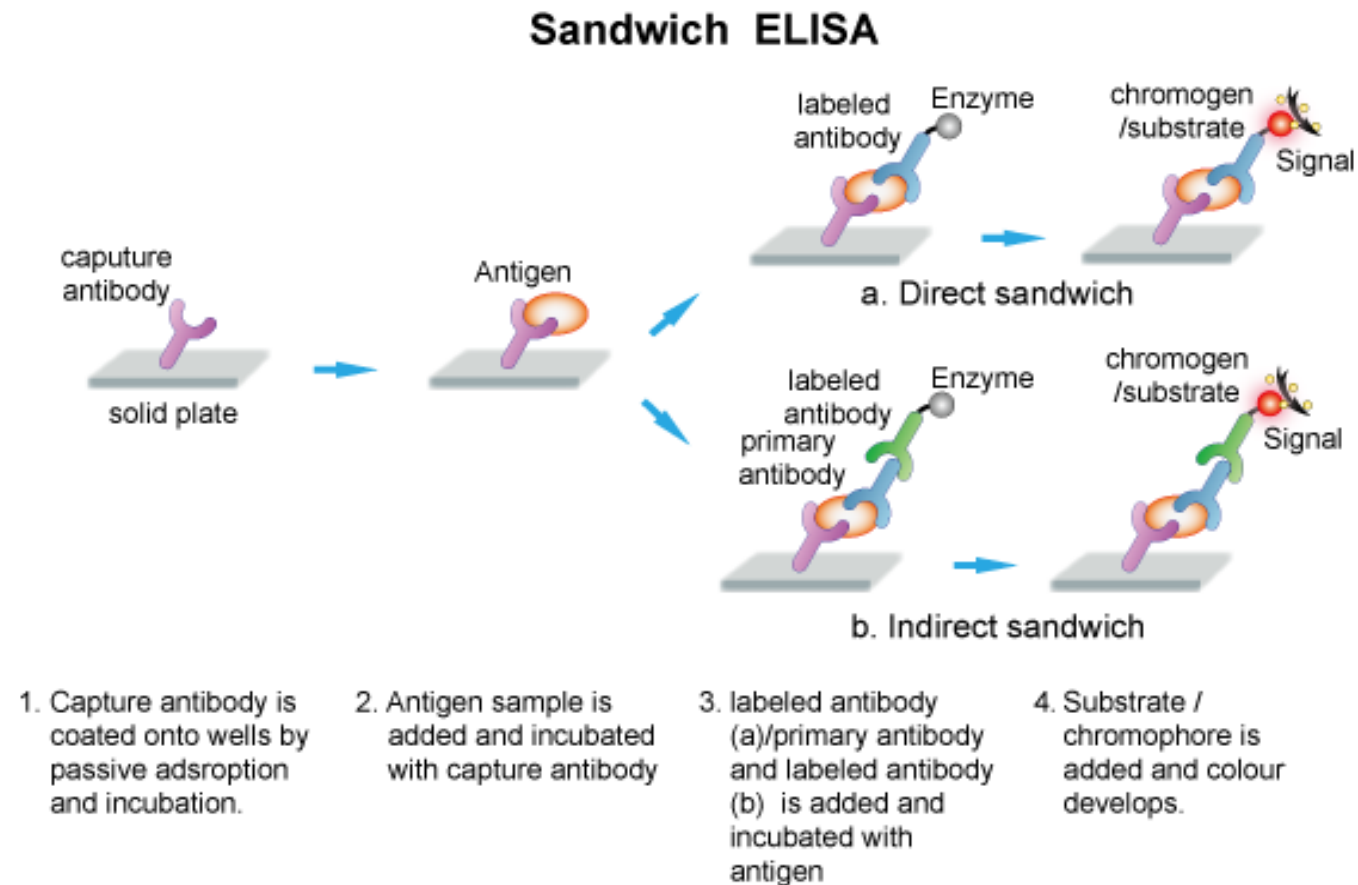 Sandwich ELISA
caputure
antibody
solid plate
Antigen
labeled
antibody
Enzyme
chromogen
/substrate
Signal
a. Direct sandwich
labeled
antibody
Enzyme
primary
antibody
chromogen
/substrate
Signal
b. Indirect sandwich
1. Capture antibody is
coated onto wells by
passive adsroption
and incubation.
2. Antigen sample is
added and incubated
with capture antibody
3. labeled antibody
(a)/primary antibody
and labeled antibody
(b) is added and
incubated with
antigen
4. Substrate /
chromophore is
added and colour
develops.